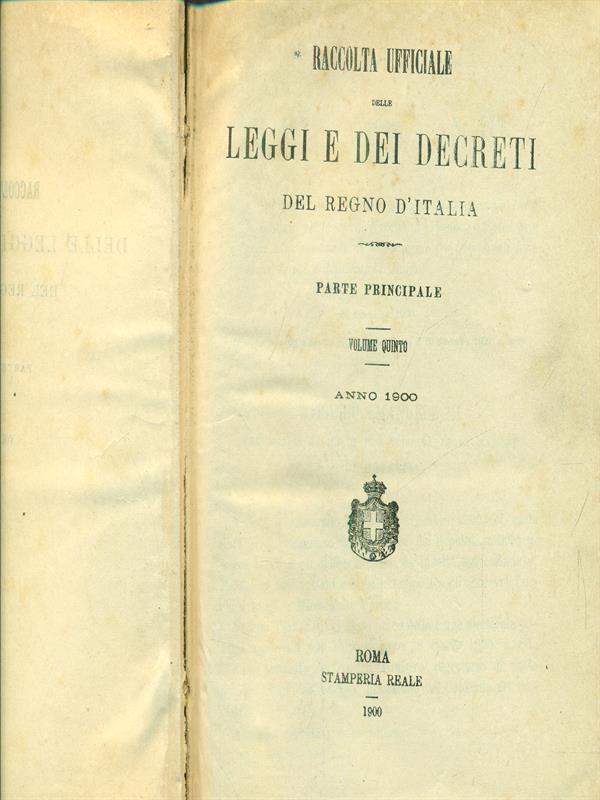 RACCOLTA UFFICIALE
DELLE
LEGGI E DEI DECRETI
DEL REGNO D'ITALIA
PARTE PRINCIPALE
VOLUME QUINTO
ANNO 1900
ROMA
STAMPERIA REALE
1900